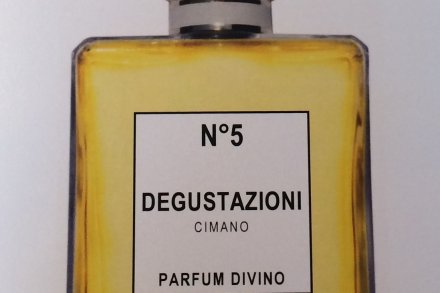 N°5
DEGUSTAZIONI
CIMANO
PARFUM DIVINO